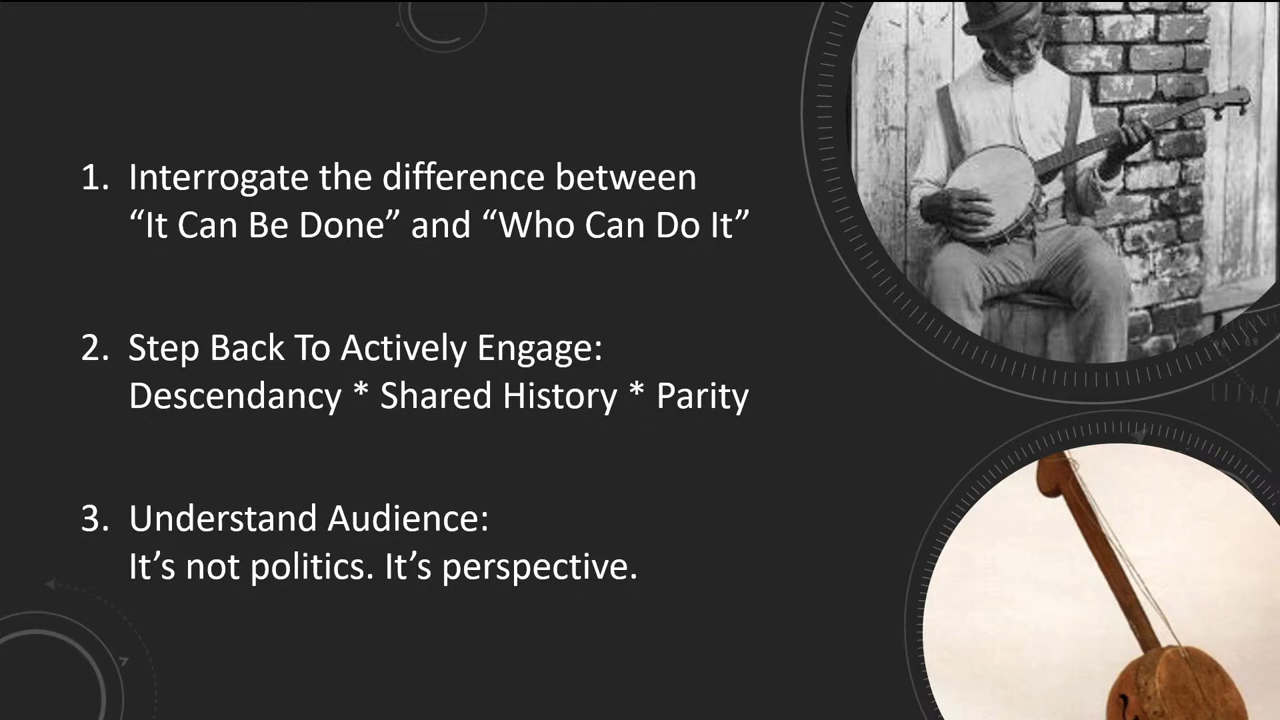 1. Interrogate the difference between
“It Can Be Done” and “Who Can Do It”
2. Step Back To Actively Engage:
Descendancy * Shared History * Parity
3. Understand Audience:
It’s not politics. It’s perspective.